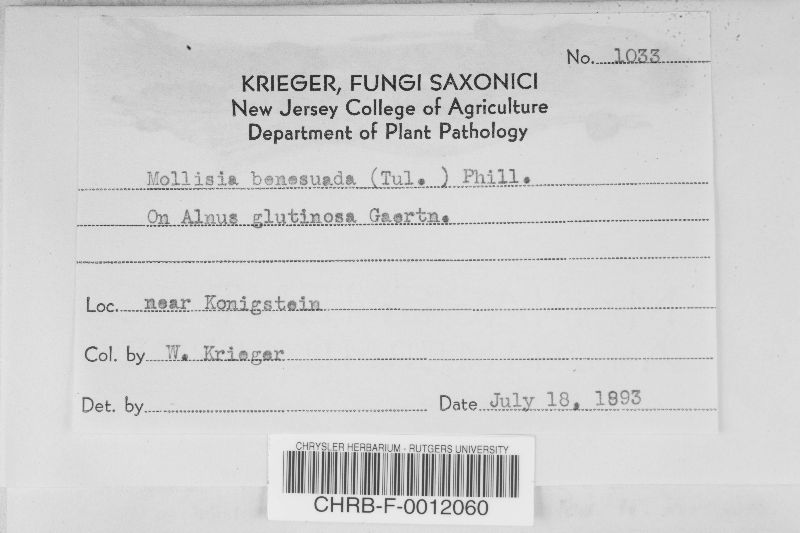 No. 1033
KRIEGER, FUNGI SAXONICI
New Jersey College of Agriculture
Department of Plant Pathology
Mollisia benesuada (Tul. ) Phill.
On Alnus glutinosa Gaertn.
Loc. near Konigstein
Col. by W. Krieger
Det. by
Date July 18, 1893
CHRYSLER HERBARIUM - RUTGERS UNIVERSITY
CHRB-F-0012060